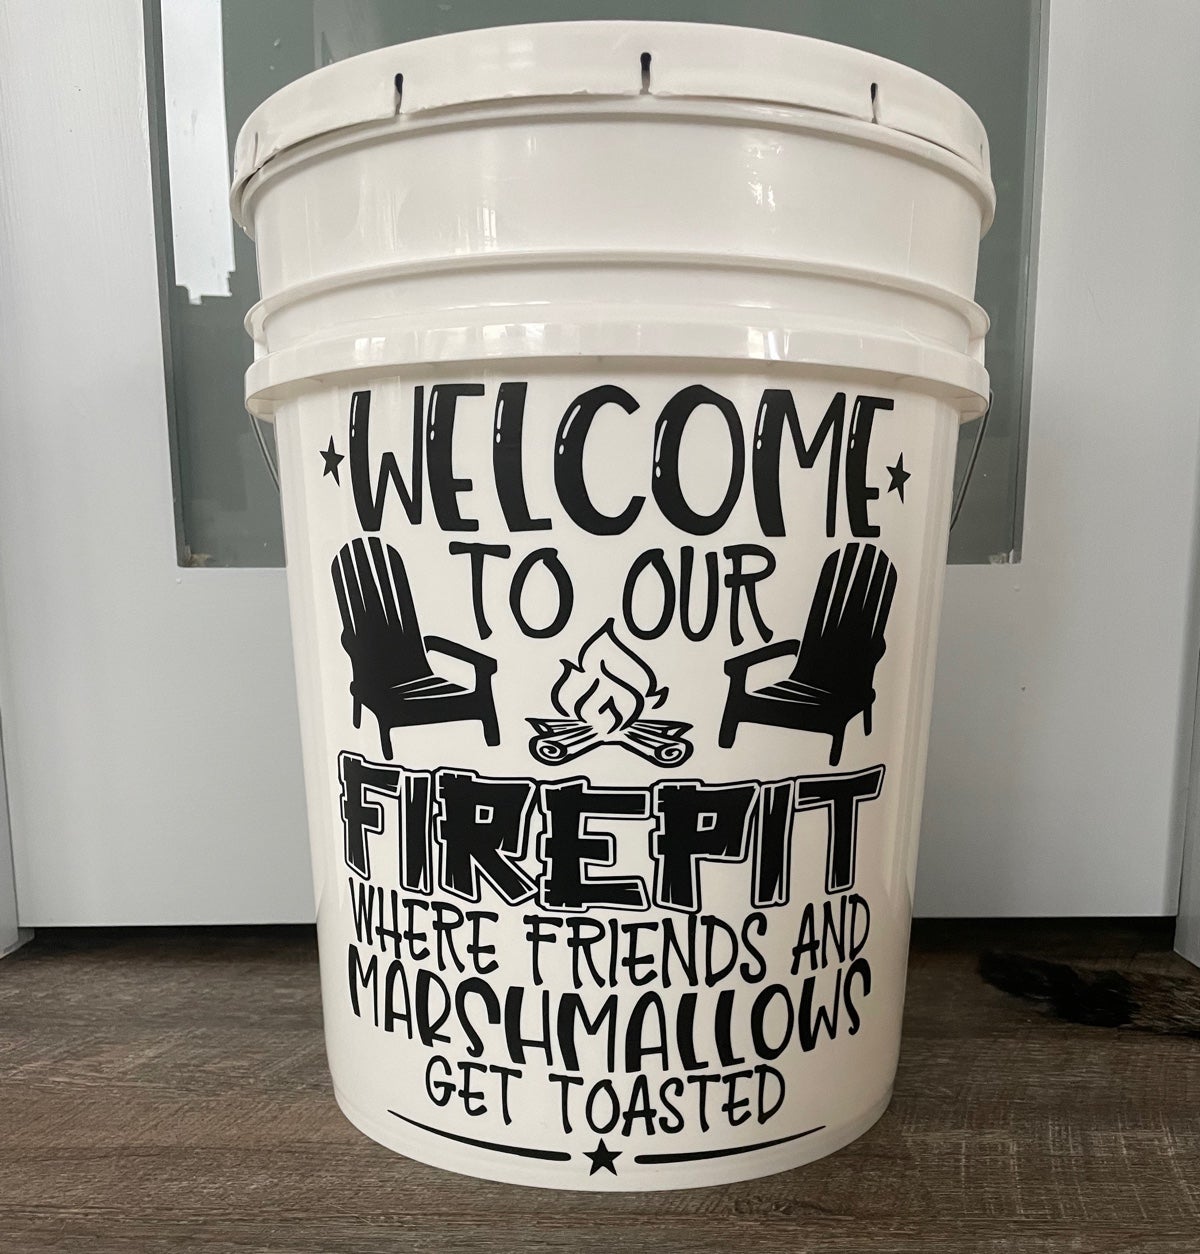 WELCOME
TO OUR
FIREPIT
WHERE FRIENDS AND
MARSHMALLOWS
GET TOASTED